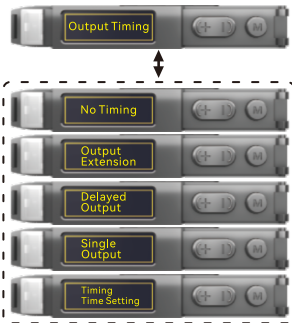 Output Timing
+ D M
No Timing
+ D M
Output
Extension
+ D M
Delayed
Output
+ D M
Single
Output
+ D M
Timing
Time Setting
+ D M